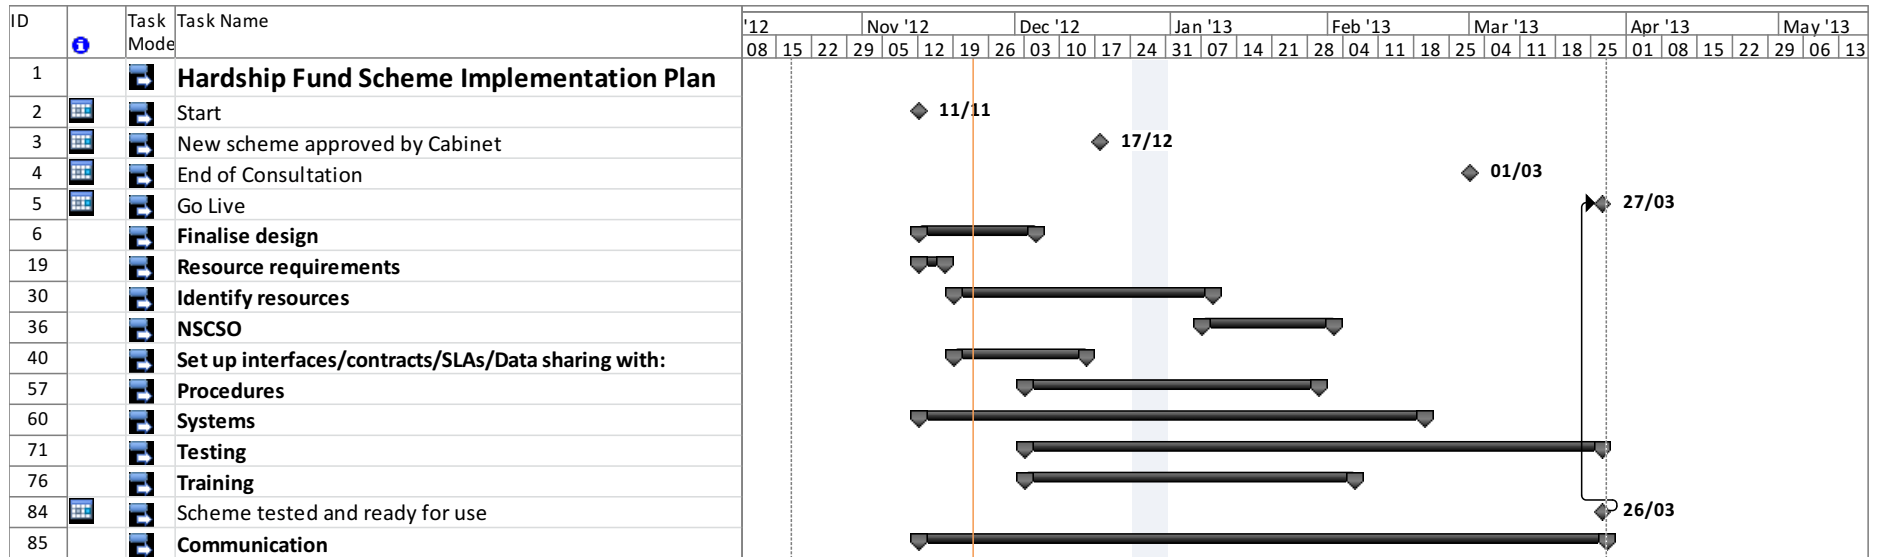 ID Task Task Name '12 Nov '12 Dec '12 Jan '13 Feb '13 Mar '13 Apr '13 May '13
i Mode 08 15 22 29 05 12 19 26 03 10 17 24 31 07 14 21 28 04 11 18 25 04 11 18 25 01 08 15 22 29 06 13
1 Hardship Fund Scheme Implementation Plan
2 Start 11/11
3 New scheme approved by Cabinet 17/12
4 End of Consultation 01/03
5 Go Live 27/03
6 Finalise design
19 Resource requirements
30 Identify resources
36 NSCSO
40 Set up interfaces/contracts/SLAs/Data sharing with:
57 Procedures
60 Systems
71 Testing
76 Training
84 Scheme tested and ready for use 26/03
85 Communication